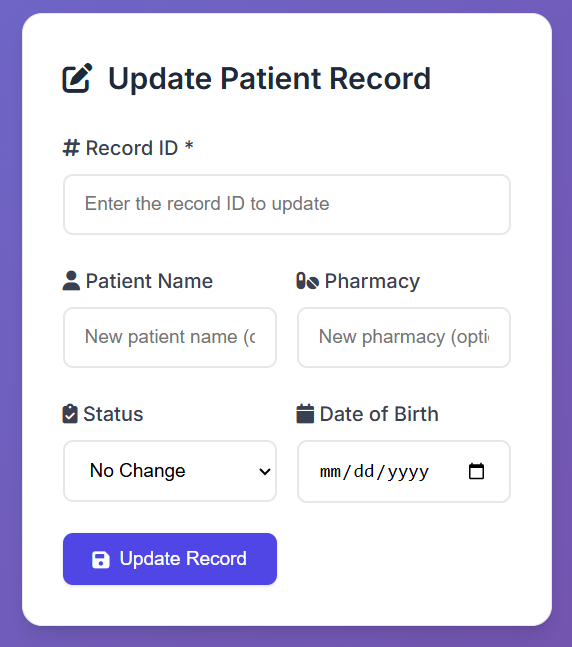 Update Patient Record
# Record ID *
Enter the record ID to update
Patient Name
Pharmacy
New patient name (
New pharmacy (opti
Status
Date of Birth
No Change
mm/dd/yyyy
Update Record